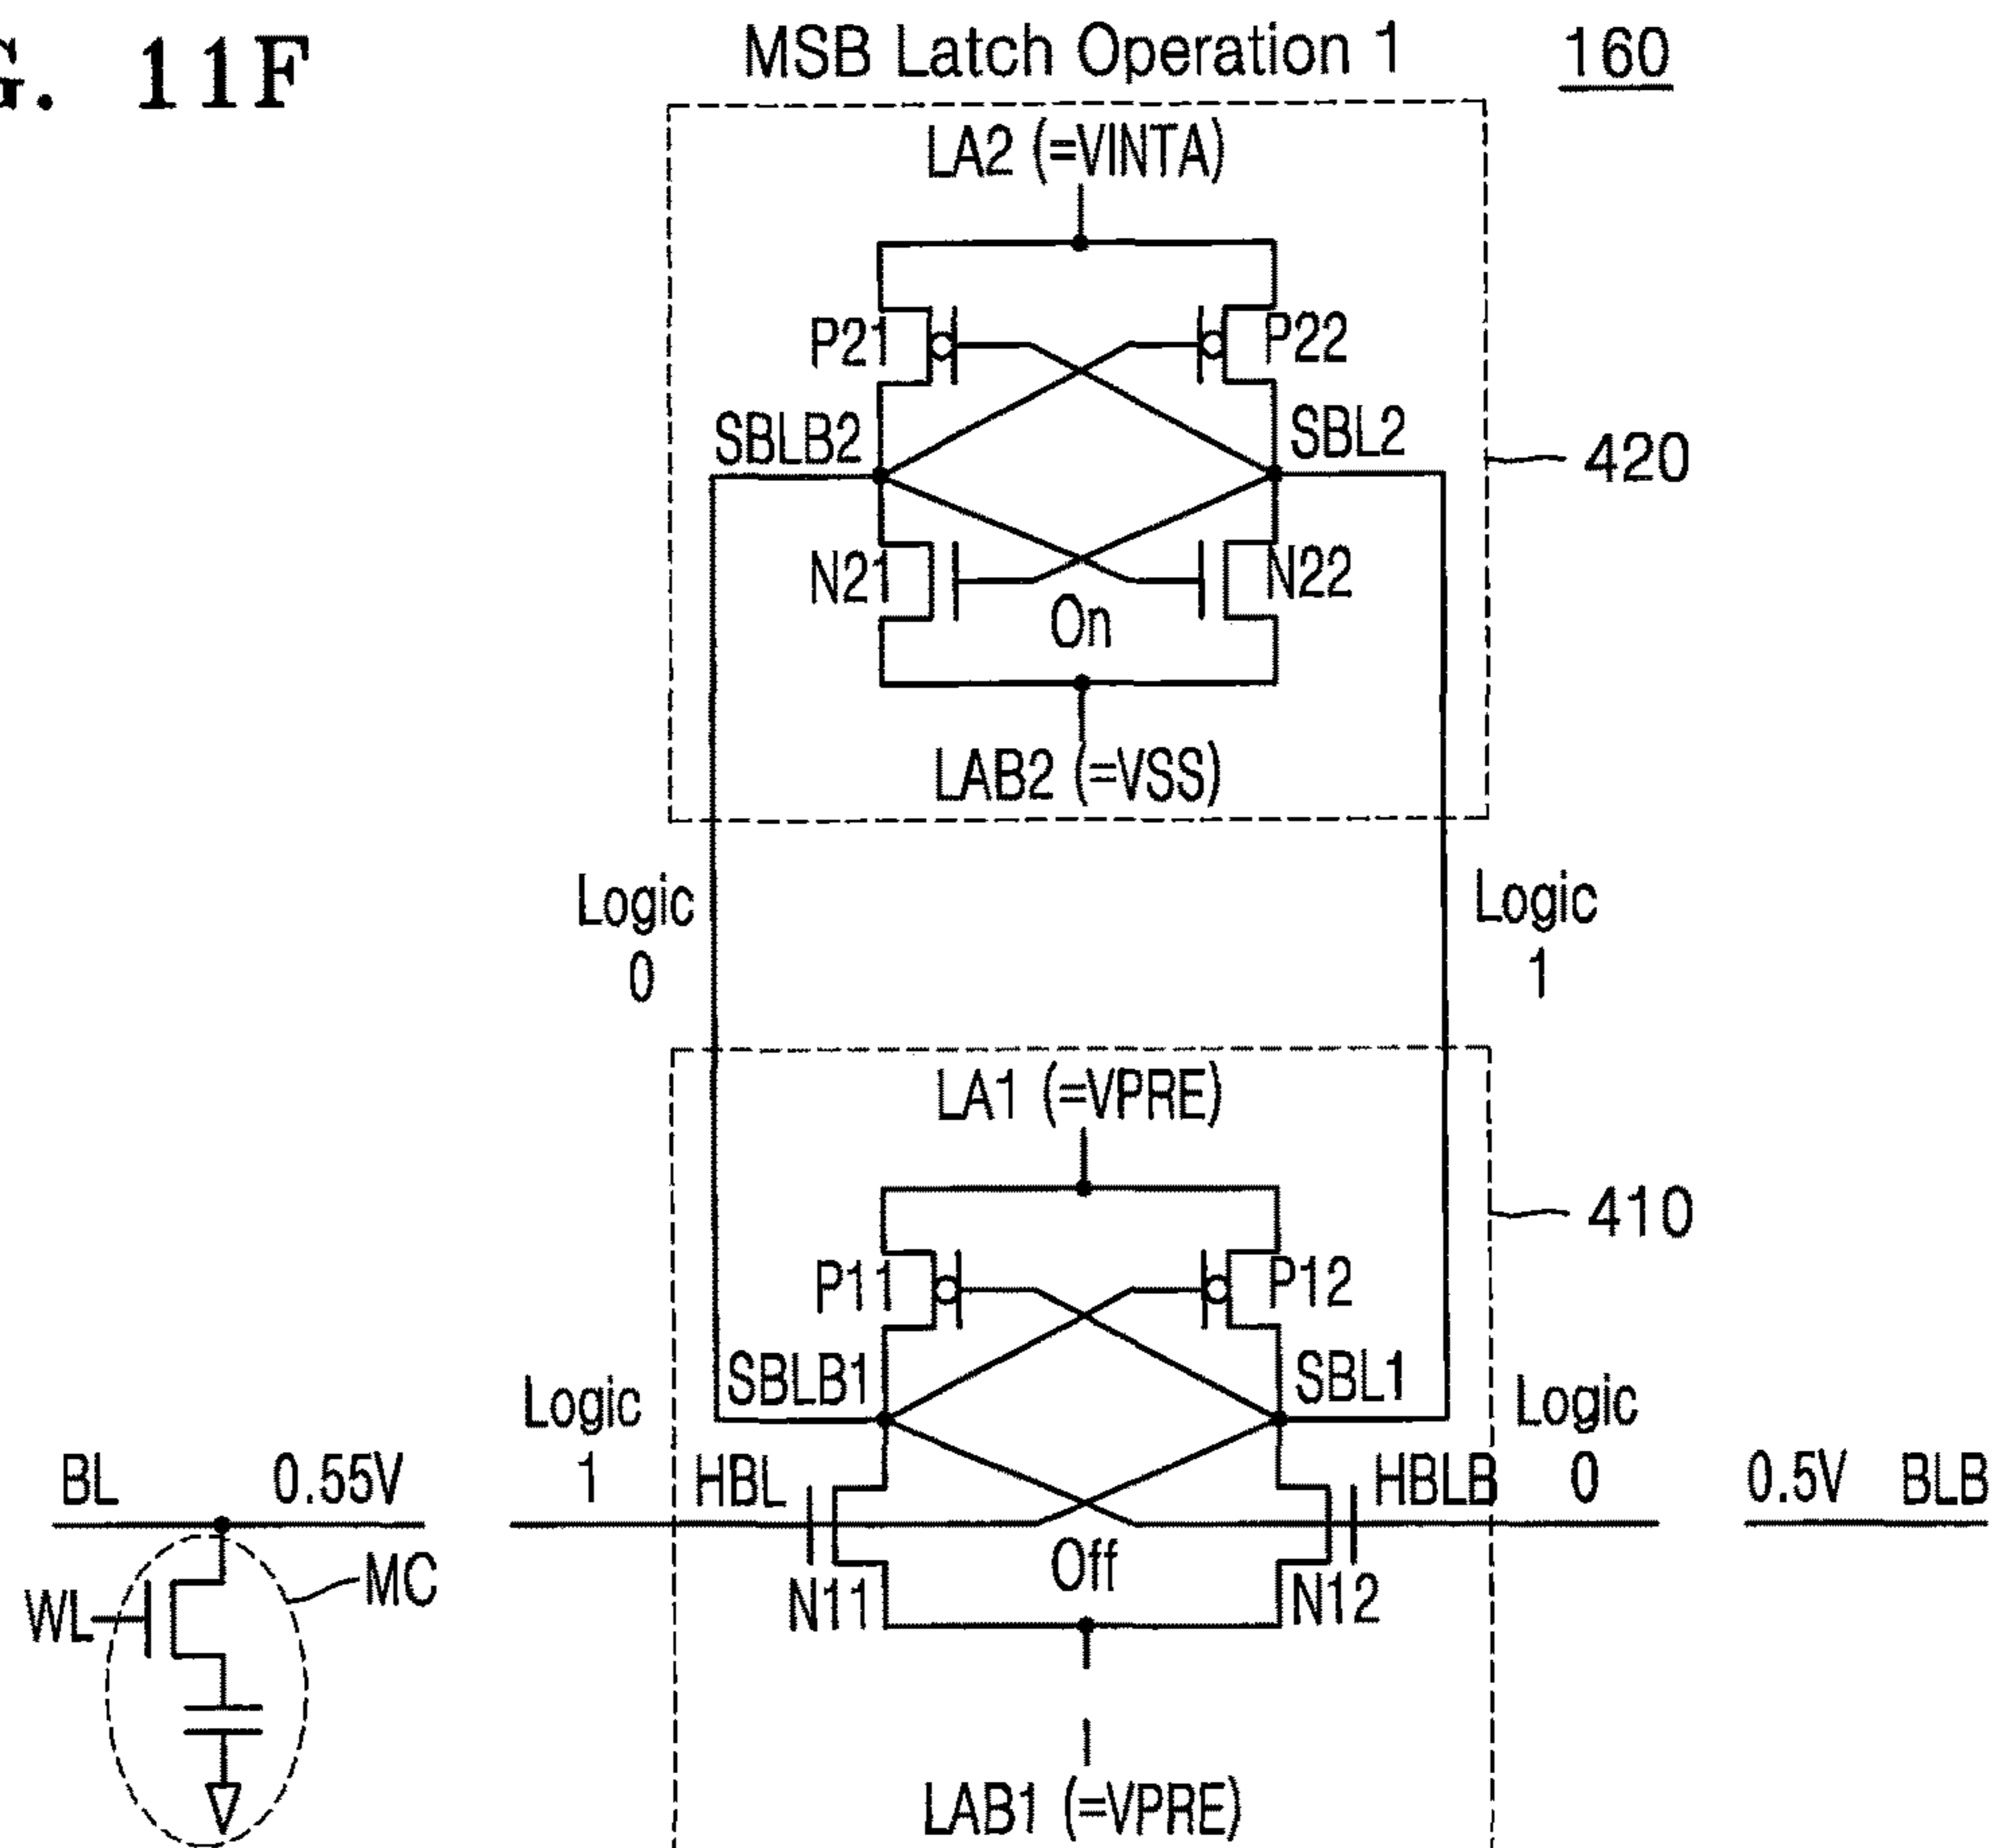 G. 11F
MSB Latch Operation 1
160
LA2 (=VINTA)
P21
P22
SBLB2
SBL2
420
N21
N22
On
LAB2 (=VSS)
Logic
0
Logic
1
LA1 (=VPRE)
410
P11
P12
SBLB1
SBL1
Logic
1
Logic
0
BL
0.55V
HBL
HBLB
0.5V
BLB
Off
MC
WL
N11
N12
LAB1 (=VPRE)